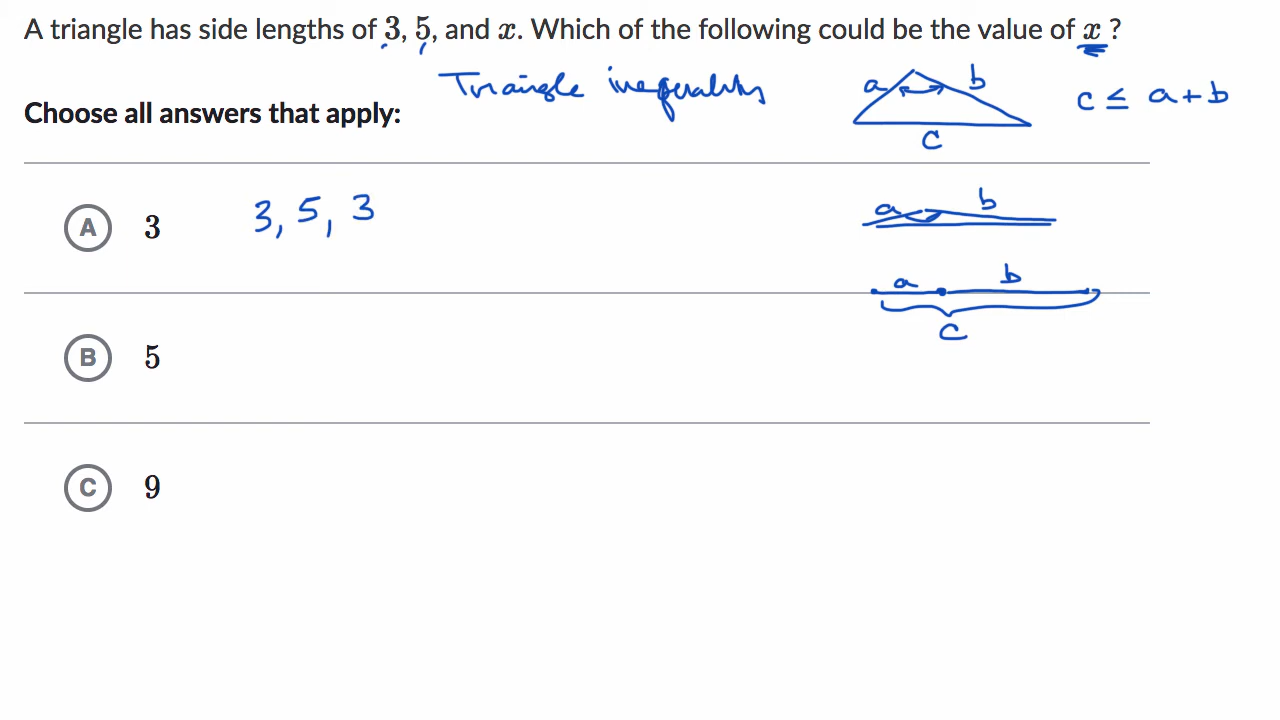 A triangle has side lengths of 3, 5, and x. Which of the following could be the value of x ?
Triangle inequality
a b
c
c ≤ a + b
Choose all answers that apply:
A 3
3, 5, 3
a b
a b
c
B 5
C 9